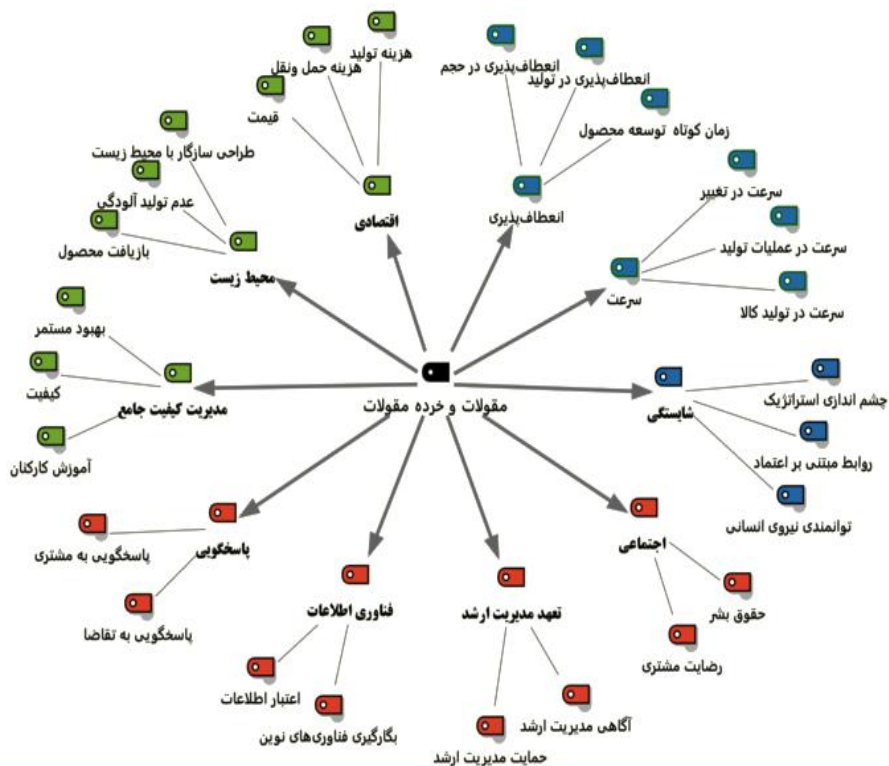 هزینه تولید
هزینه حمل ونقل
قیمت
اقتصادی
انعطاف‌پذیری در حجم
انعطاف‌پذیری در تولید
زمان کوتاه توسعه محصول
انعطاف‌پذیری
سرعت در تغییر
سرعت در عملیات تولید
سرعت در تولید کالا
سرعت
طراحی سازگار با محیط زیست
عدم تولید آلودگی
بازیافت محصول
محیط زیست
بهبود مستمر
کیفیت
آموزش کارکنان
مدیریت کیفیت جامع
مقولات و خرده مقولات
شایستگی
چشم اندازی استراتژیک
روابط مبتنی بر اعتماد
توانمندی نیروی انسانی
اجتماعی
حقوق بشر
رضایت مشتری
تعهد مدیریت ارشد
آگاهی مدیریت ارشد
حمایت مدیریت ارشد
فناوری اطلاعات
اعتبار اطلاعات
بگارگیری فناوری‌های نوین
پاسخگویی
پاسخگویی به مشتری
پاسخگویی به تقاضا